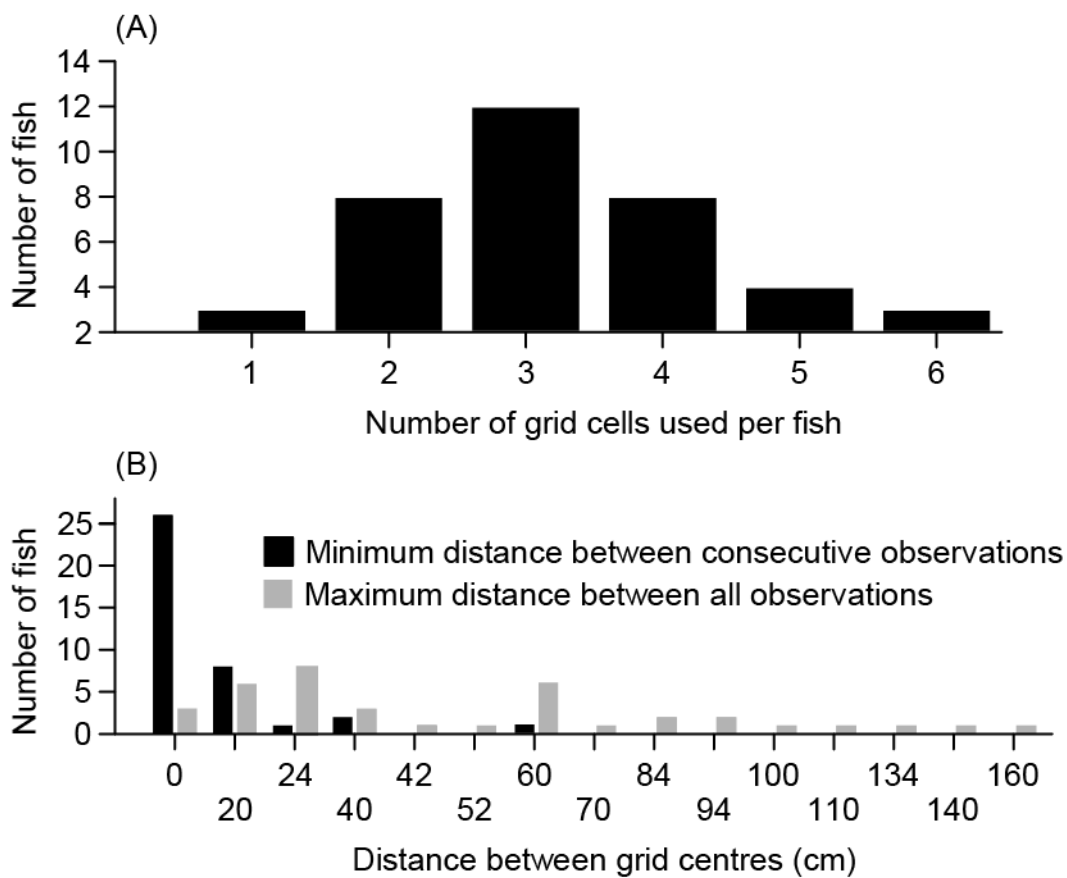 (A)
14
12
10
8
6
4
2
Number of fish
1 2 3 4 5 6
Number of grid cells used per fish
(B)
25
20
15
10
5
0
Number of fish
Minimum distance between consecutive observations
Maximum distance between all observations
0 24 42 60 84 100 134 160
20 40 52 70 94 110 140
Distance between grid centres (cm)